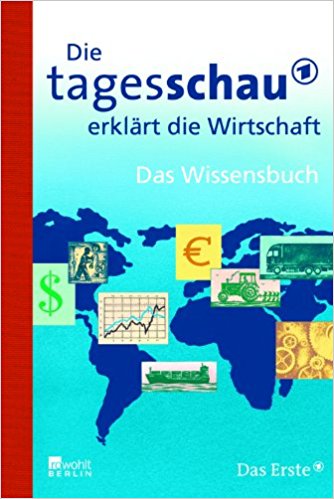 Die
tagesschau
erklärt die Wirtschaft
Das Wissensbuch
€
$
rowohlt
BERLIN
Das Erste